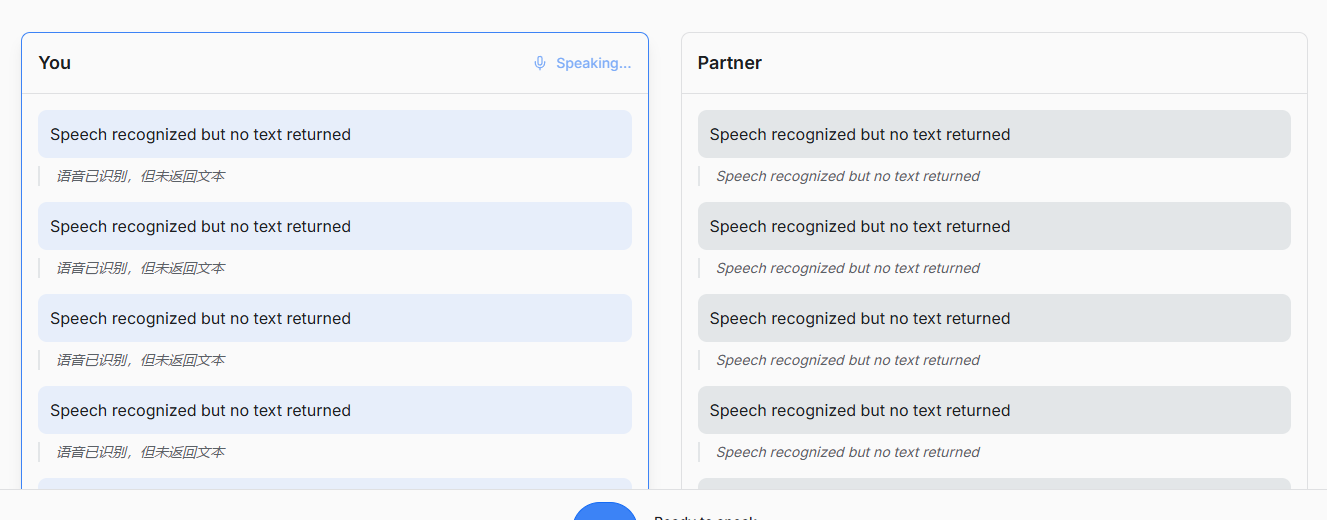 You
Speaking...
Speech recognized but no text returned
语音已识别，但未返回文本
Speech recognized but no text returned
语音已识别，但未返回文本
Speech recognized but no text returned
语音已识别，但未返回文本
Speech recognized but no text returned
语音已识别，但未返回文本
Partner
Speech recognized but no text returned
Speech recognized but no text returned
Speech recognized but no text returned
Speech recognized but no text returned
Speech recognized but no text returned
Speech recognized but no text returned
Speech recognized but no text returned
Speech recognized but no text returned
Ready to speak